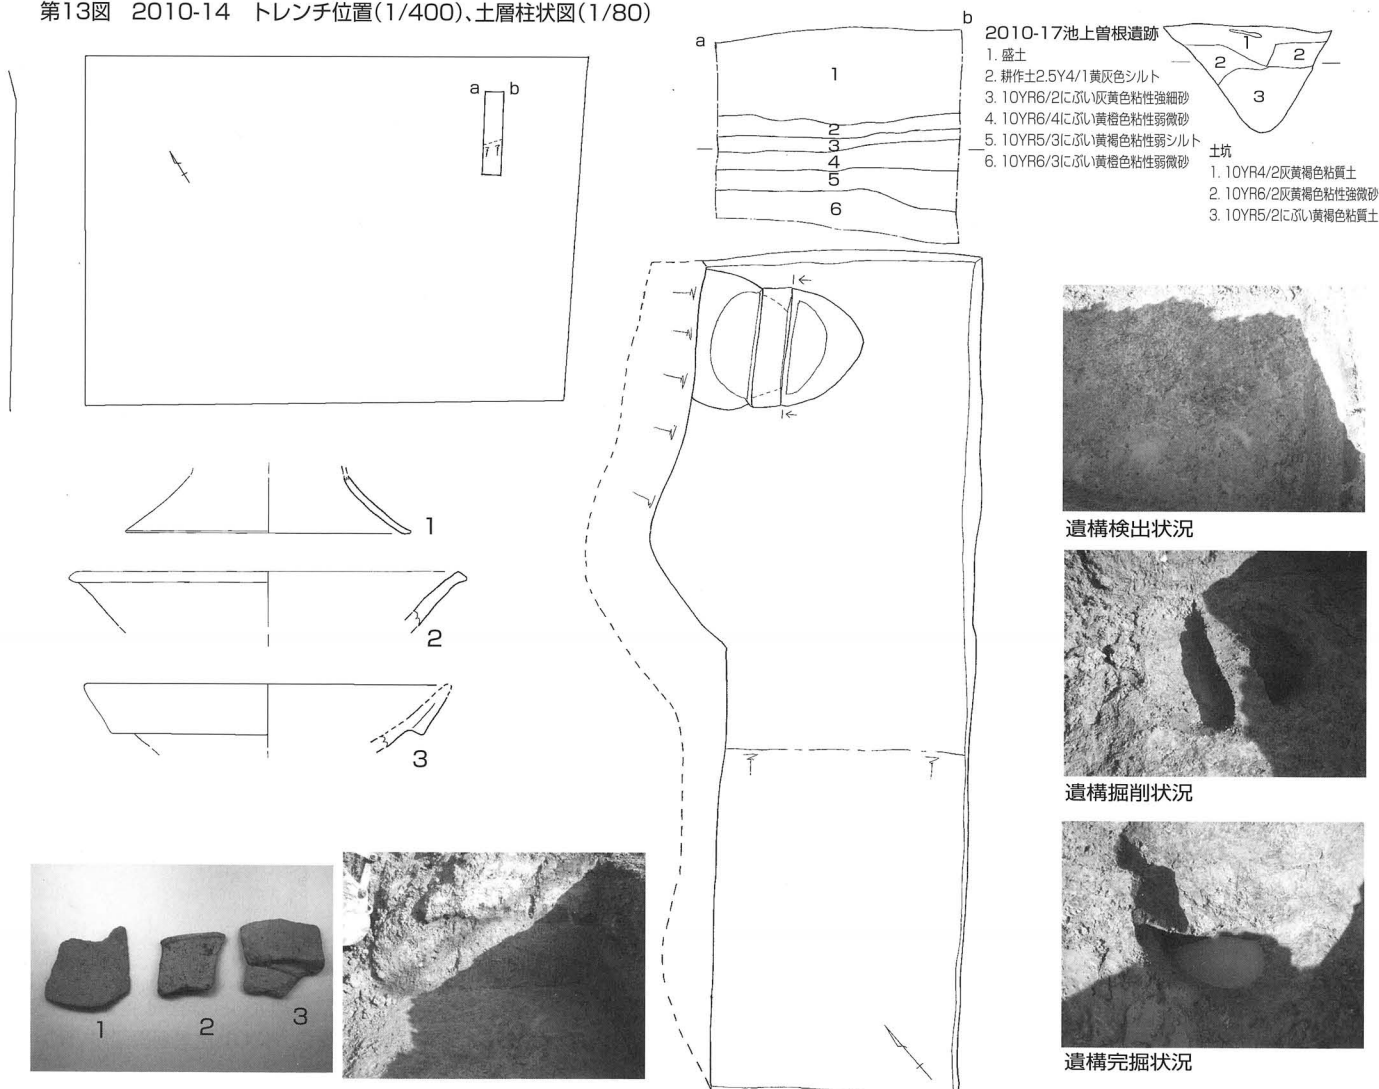 第13図 2010-14 トレンチ位置(1/400)、土層柱状図(1/80)
a b
a
b
1
2
3
4
5
6
2010-17池上曽根遺跡
1. 盛土
2. 耕作土2.5Y4/1黄灰色シルト
3. 10YR6/2にぶい灰黄色粘性強細砂
4. 10YR6/4にぶい黄橙色粘性弱微砂
5. 10YR5/3にぶい黄褐色粘性弱シルト
6. 10YR6/3にぶい黄橙色粘性弱微砂
1
2 2
3
土坑
1. 10YR4/2灰黄褐色粘質土
2. 10YR6/2灰黄褐色粘性強微砂
3. 10YR5/2にぶい黄褐色粘質土
1
2
3
1 2 3
遺構検出状況
遺構掘削状況
遺構完掘状況